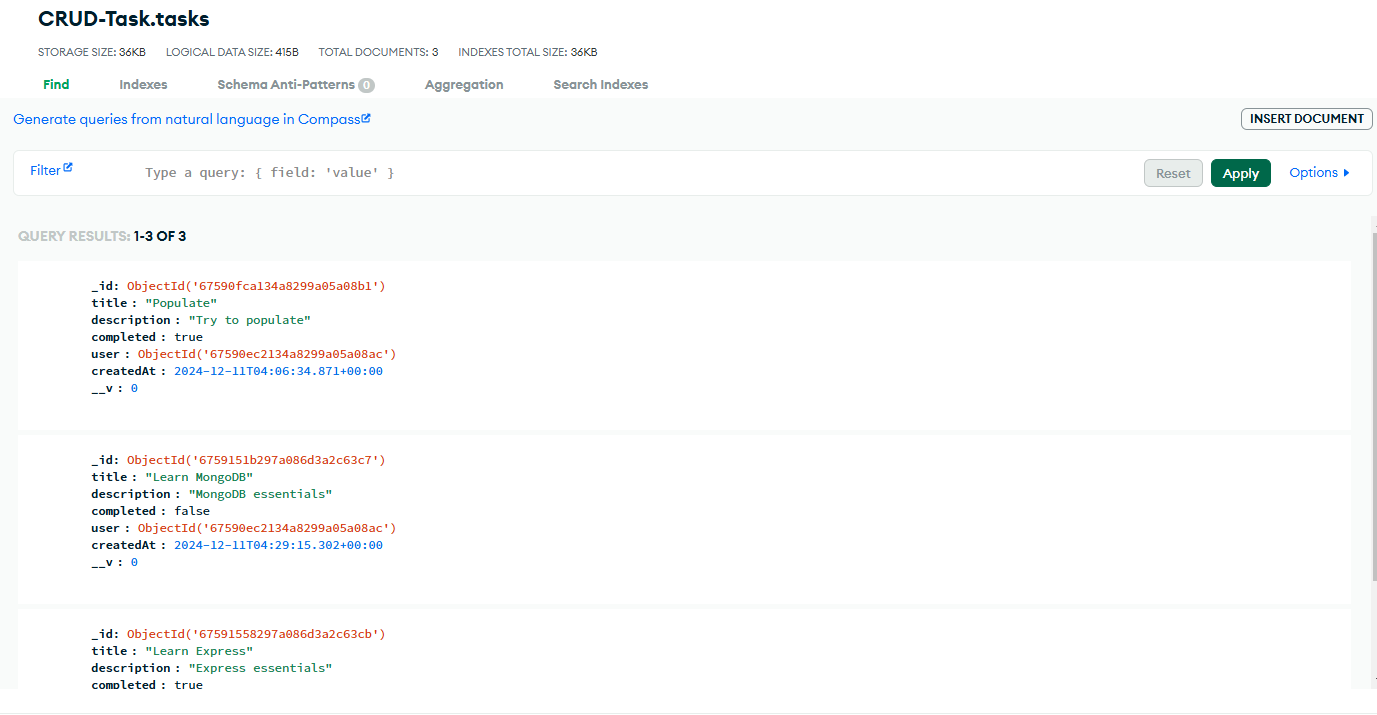 CRUD-Task.tasks
STORAGE SIZE: 36KB LOGICAL DATA SIZE: 415B TOTAL DOCUMENTS: 3 INDEXES TOTAL SIZE: 36KB
Find Indexes Schema Anti-Patterns 0 Aggregation Search Indexes
Generate queries from natural language in Compass
INSERT DOCUMENT
Filter Type a query: { field: 'value' } Reset Apply Options
QUERY RESULTS: 1-3 OF 3
_id: ObjectId('67590fca134a8299a05a08b1')
title : "Populate"
description : "Try to populate"
completed : true
user : ObjectId('67590ec2134a8299a05a08ac')
createdAt : 2024-12-11T04:06:34.871+00:00
__v : 0
_id: ObjectId('6759151b297a086d3a2c63c7')
title : "Learn MongoDB"
description : "MongoDB essentials"
completed : false
user : ObjectId('67590ec2134a8299a05a08ac')
createdAt : 2024-12-11T04:29:15.302+00:00
__v : 0
_id: ObjectId('67591558297a086d3a2c63cb')
title : "Learn Express"
description : "Express essentials"
completed : true